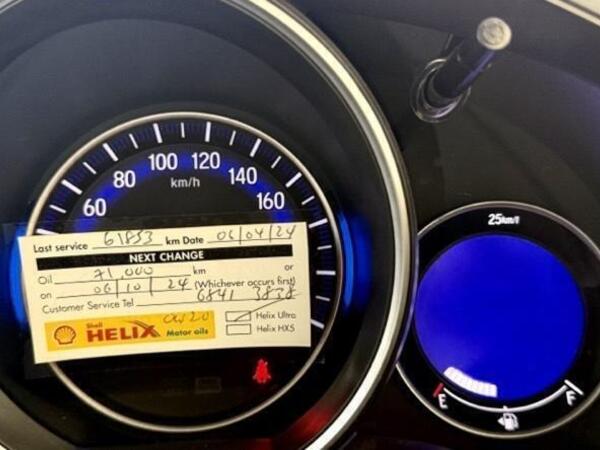 100 120
80 140
km/h
60 160
Last service 61853 km Date 06/04/24
NEXT CHANGE
Oil 71,000 km or
on 06/10/24 (Whichever occurs first)
Customer Service Tel 6841 3838
Shell
HELIX
Motor oils
0W20
Helix Ultra
Helix HX5
25km/l
E F